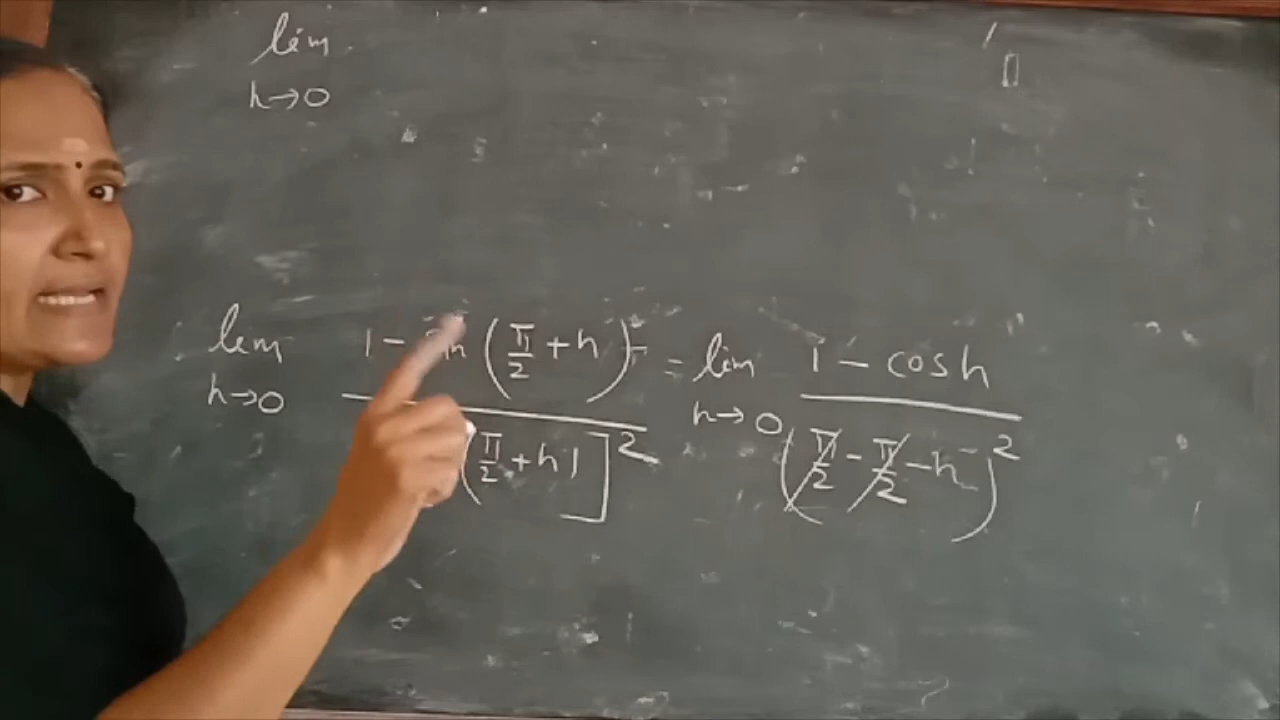 lim
h→0
lim h→0 1 - sin (π/2 + h) / [ (π/2 + h)]² = lim h→0 1 - cos h / (π/2 - π/2 - h)²